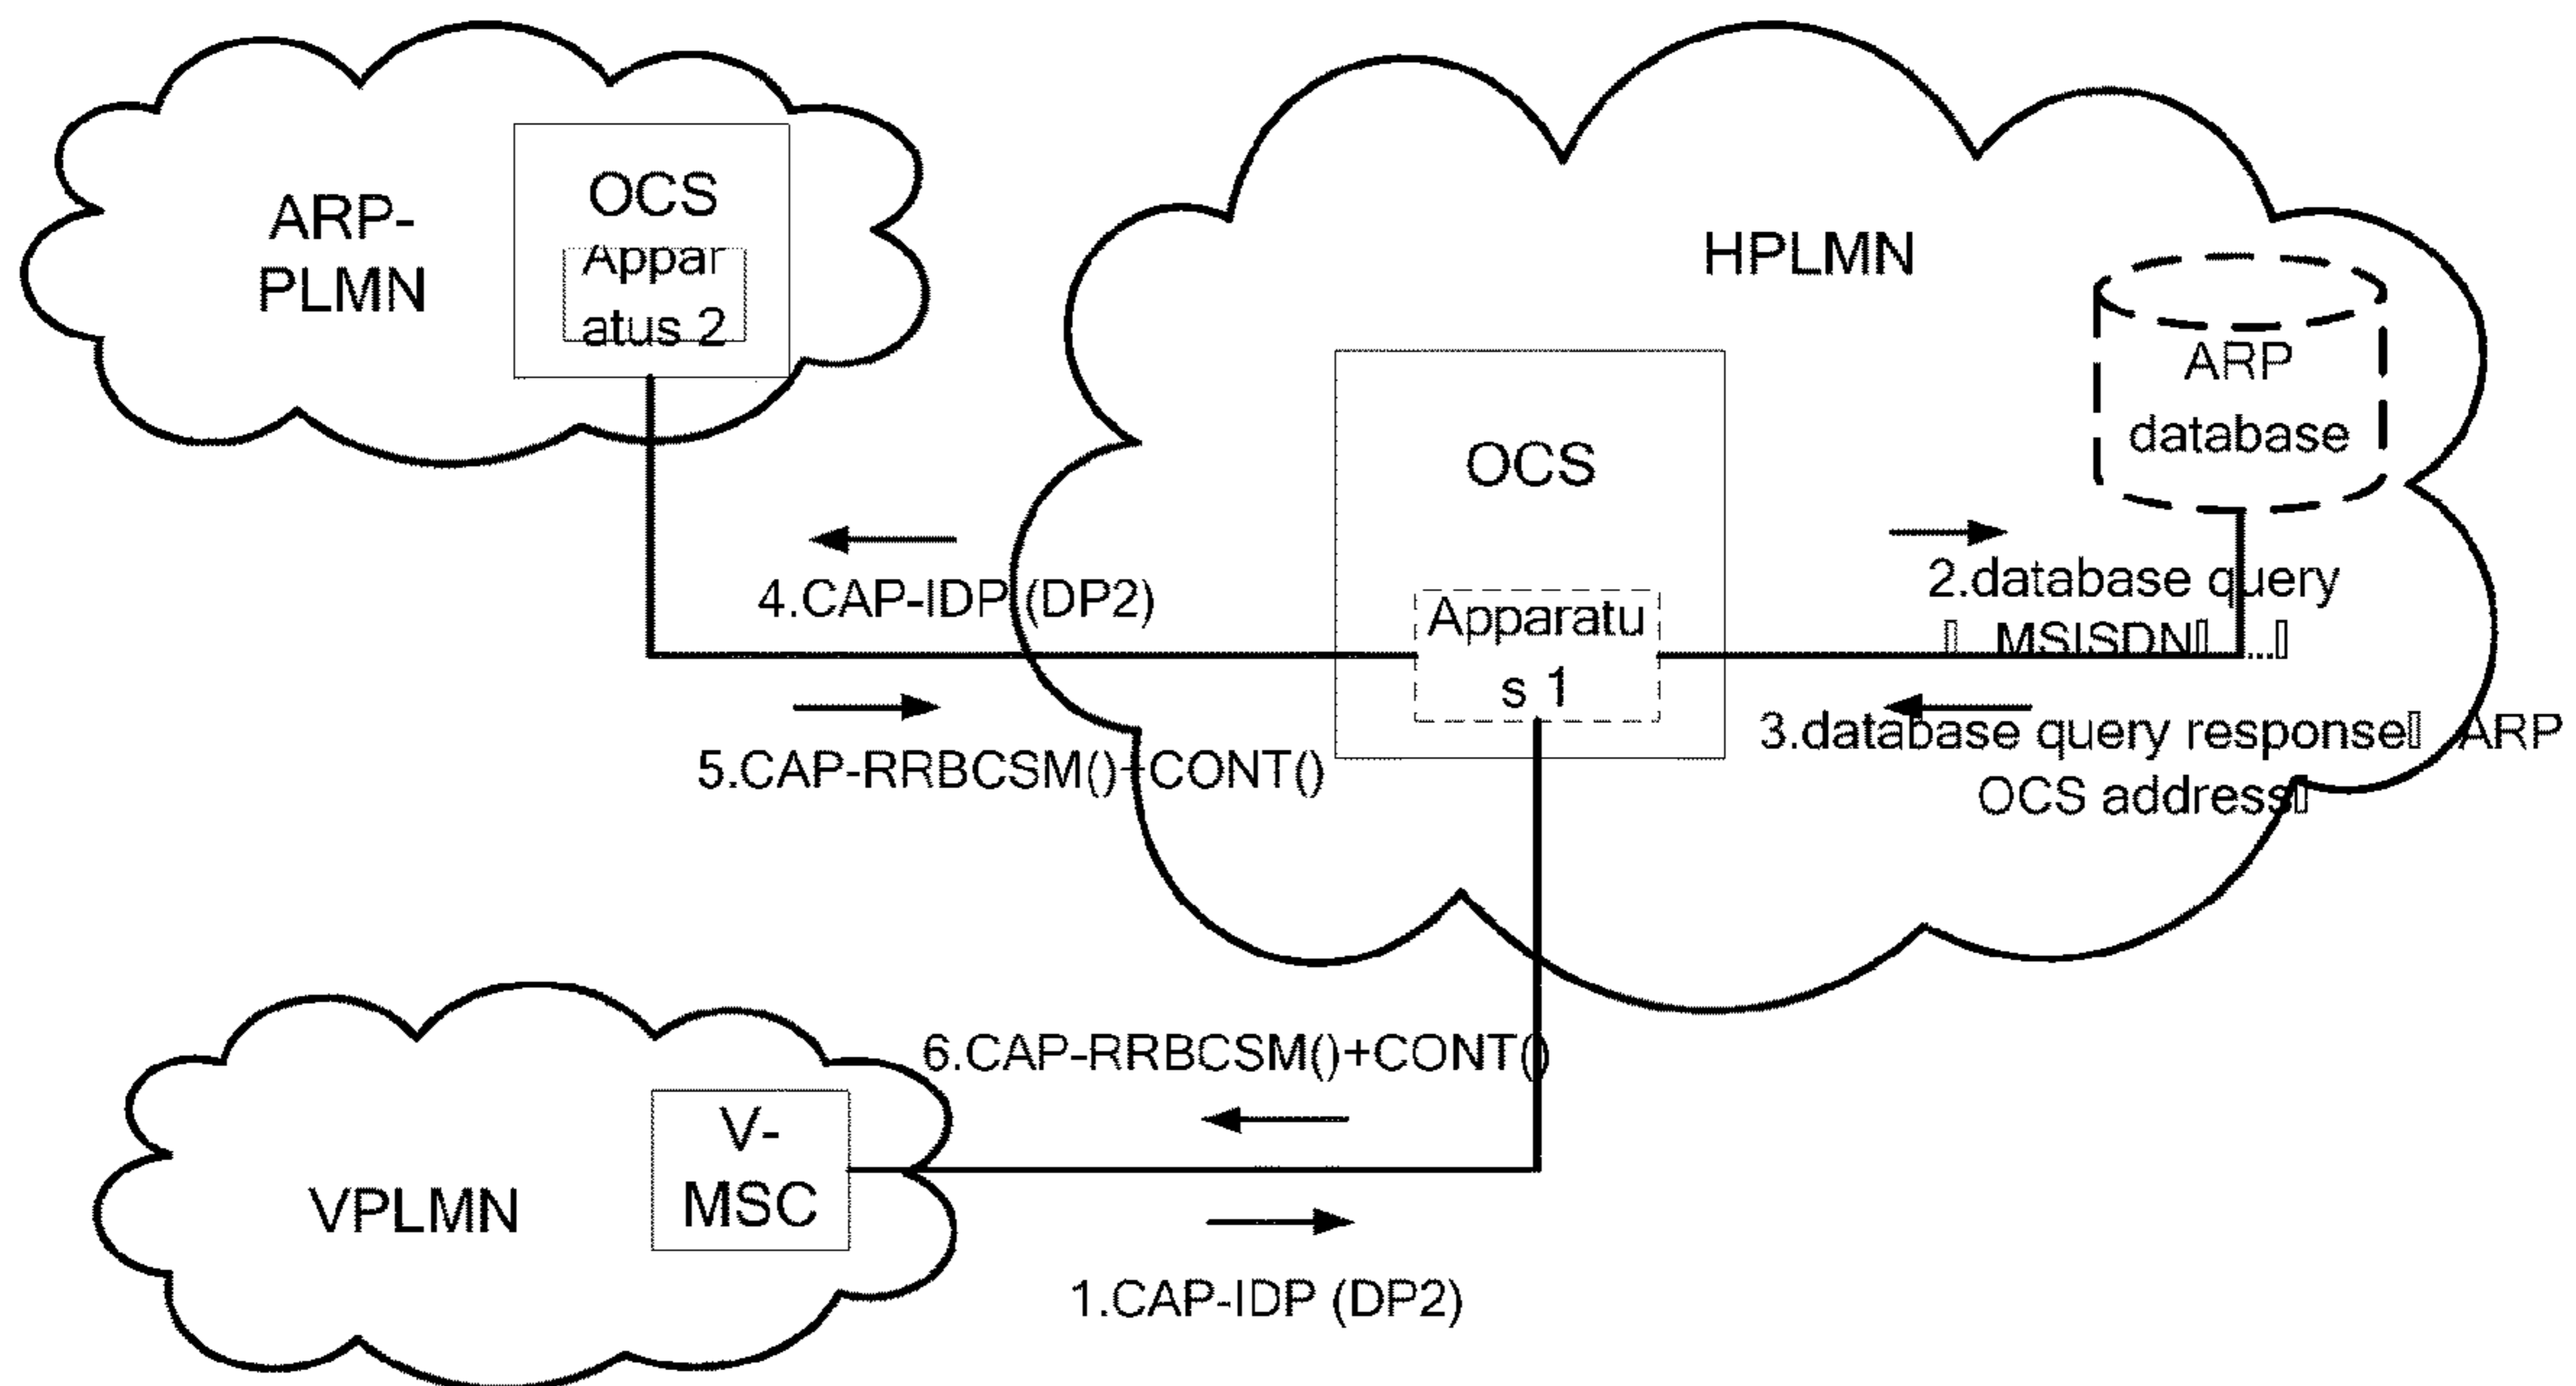 ARP-
PLMN
OCS
Appar
atus 2
HPLMN
ARP
database
OCS
Apparatu
s 1
2.database query
MSISDN ...
3.database query response ARP
OCS address
4.CAP-IDP (DP2)
5.CAP-RRBCSM()+CONT()
6.CAP-RRBCSM()+CONT()
V-
MSC
VPLMN
1.CAP-IDP (DP2)